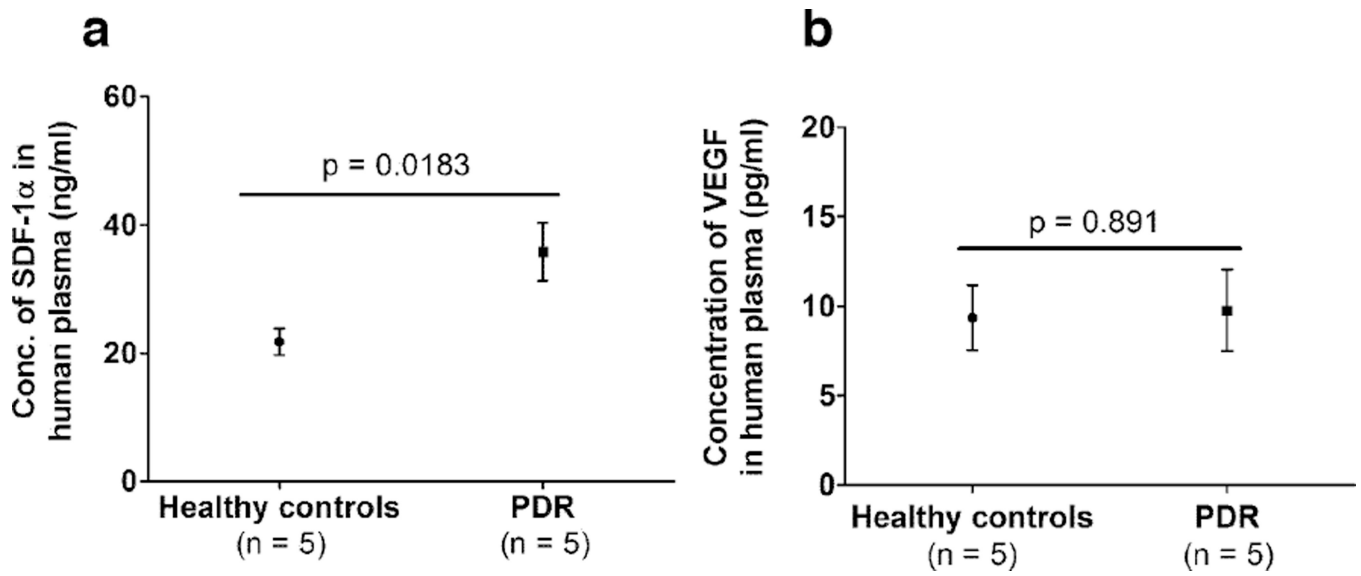 a
Conc. of SDF-1α in
human plasma (ng/ml)
60
40
20
0
p = 0.0183
Healthy controls
(n = 5)
PDR
(n = 5)
b
Concentration of VEGF
in human plasma (pg/ml)
20
15
10
5
0
p = 0.891
Healthy controls
(n = 5)
PDR
(n = 5)